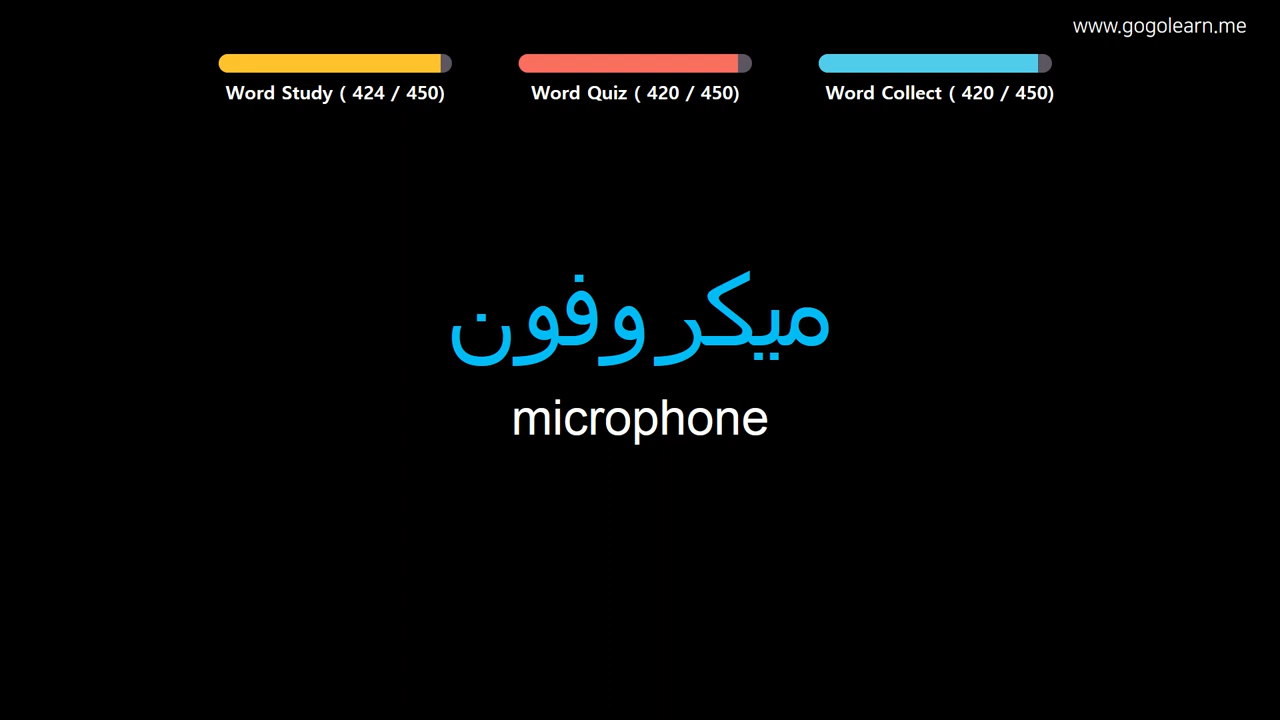 www.gogolearn.me
Word Study ( 424 / 450)
Word Quiz ( 420 / 450)
Word Collect ( 420 / 450)
میکروفون
microphone